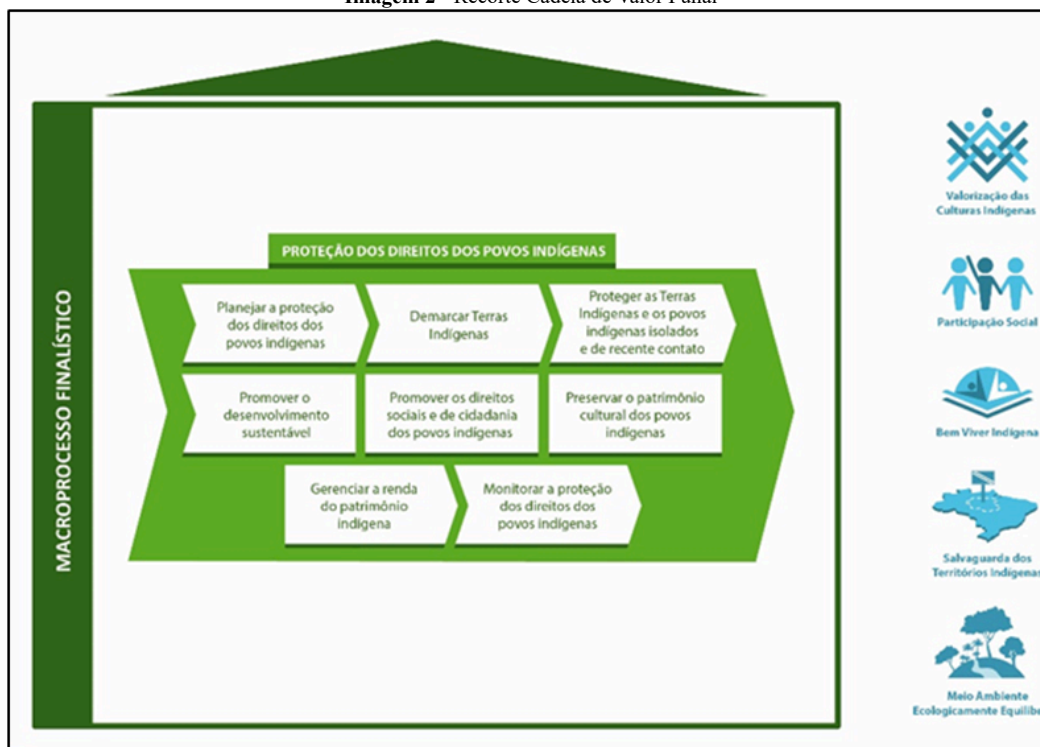 Imagem 2 - Recorte Cadeia de Valor Funai
MACROPROCESSO FINALÍSTICO
PROTEÇÃO DOS DIREITOS DOS POVOS INDÍGENAS
Planejar a proteção
dos direitos dos
povos indígenas
Demarcar Terras
Indígenas
Proteger as Terras
Indígenas e os povos
indígenas isolados
e de recente contato
Promover o
desenvolvimento
sustentável
Promover os direitos
sociais e de cidadania
dos povos indígenas
Preservar o patrimônio
cultural dos povos
indígenas
Gerenciar a renda
do patrimônio
indígena
Monitorar a proteção
dos direitos dos
povos indígenas
Valorização das
Culturas Indígenas
Participação Social
Bem Viver Indígena
Salvaguarda dos
Territórios Indígenas
Meio Ambiente
Ecologicamente